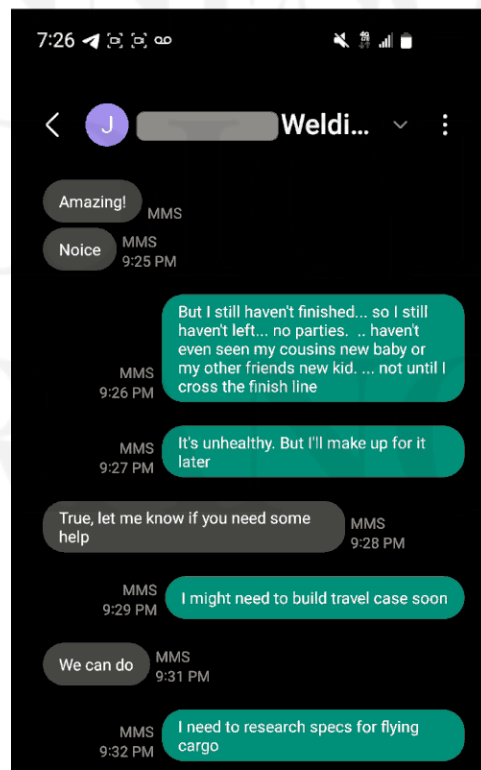 7:26
J Weldi...
Amazing!
MMS
Noice
MMS
9:25 PM
But I still haven't finished... so I still
haven't left... no parties. .. haven't
even seen my cousins new baby or
my other friends new kid. ... not until I
cross the finish line
MMS
9:26 PM
It's unhealthy. But I'll make up for it
later
MMS
9:27 PM
True, let me know if you need some
help
MMS
9:28 PM
I might need to build travel case soon
MMS
9:29 PM
We can do
MMS
9:31 PM
I need to research specs for flying
cargo
MMS
9:32 PM